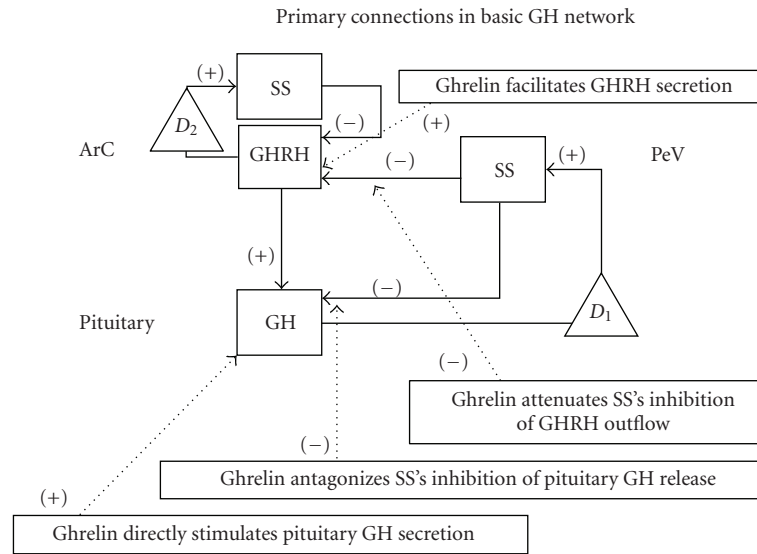 Primary connections in basic GH network
(+)
SS
Ghrelin facilitates GHRH secretion
D2
(−)
(+)
ArC
GHRH
(−)
SS
(+)
PeV
(+)
(−)
Pituitary
GH
D1
(−)
Ghrelin attenuates SS's inhibition
of GHRH outflow
(−)
Ghrelin antagonizes SS's inhibition of pituitary GH release
(+)
Ghrelin directly stimulates pituitary GH secretion